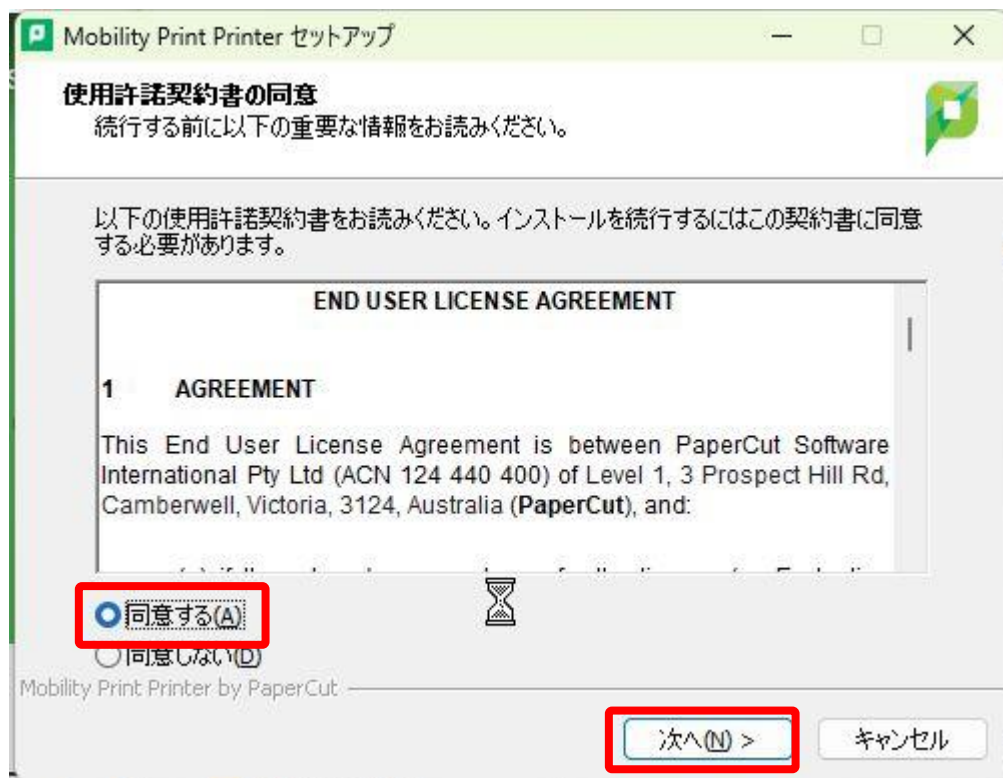 Mobility Print Printer セットアップ
使用許諾契約書の同意
続行する前に以下の重要な情報をお読みください。
以下の使用許諾契約書をお読みください。インストールを続行するにはこの契約書に同意
する必要があります。
END USER LICENSE AGREEMENT
1 AGREEMENT
This End User License Agreement is between PaperCut Software
International Pty Ltd (ACN 124 440 400) of Level 1, 3 Prospect Hill Rd,
Camberwell, Victoria, 3124, Australia (PaperCut), and:
同意する(A)
同意しない(D)
Mobility Print Printer by PaperCut
次へ(N) >
キャンセル